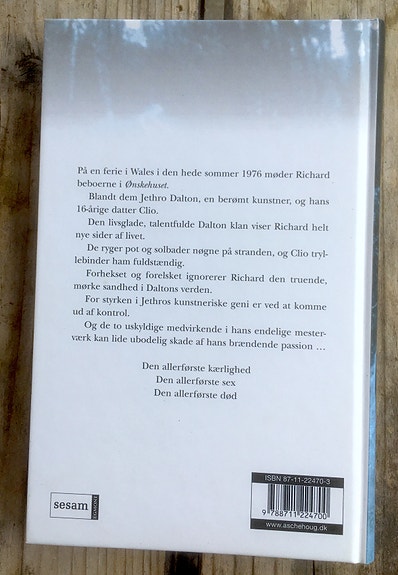 På en ferie i Wales i den hede sommer 1976 møder Richard
beboerne i Ønskehuset.
Blandt dem Jethro Dalton, en berømt kunstner, og hans
16-årige datter Clio.
Den livsglade, talentfulde Dalton klan viser Richard helt
nye sider af livet.
De ryger pot og solbader nøgne på stranden, og Clio tryl-
lebinder ham fuldstændig.
Forhekset og forelsket ignorerer Richard den truende,
mørke sandhed i Daltons verden.
For styrken i Jethros kunstneriske geni er ved at komme
ud af kontrol.
Og de to uskyldige medvirkende i hans endelige mester-
værk kan lide ubodelig skade af hans brændende passion …
Den allerførste kærlighed
Den allerførste sex
Den allerførste død
ISBN 87-11-22470-3
9 788711 224700
www.aschehoug.dk
sesam
EGMONT